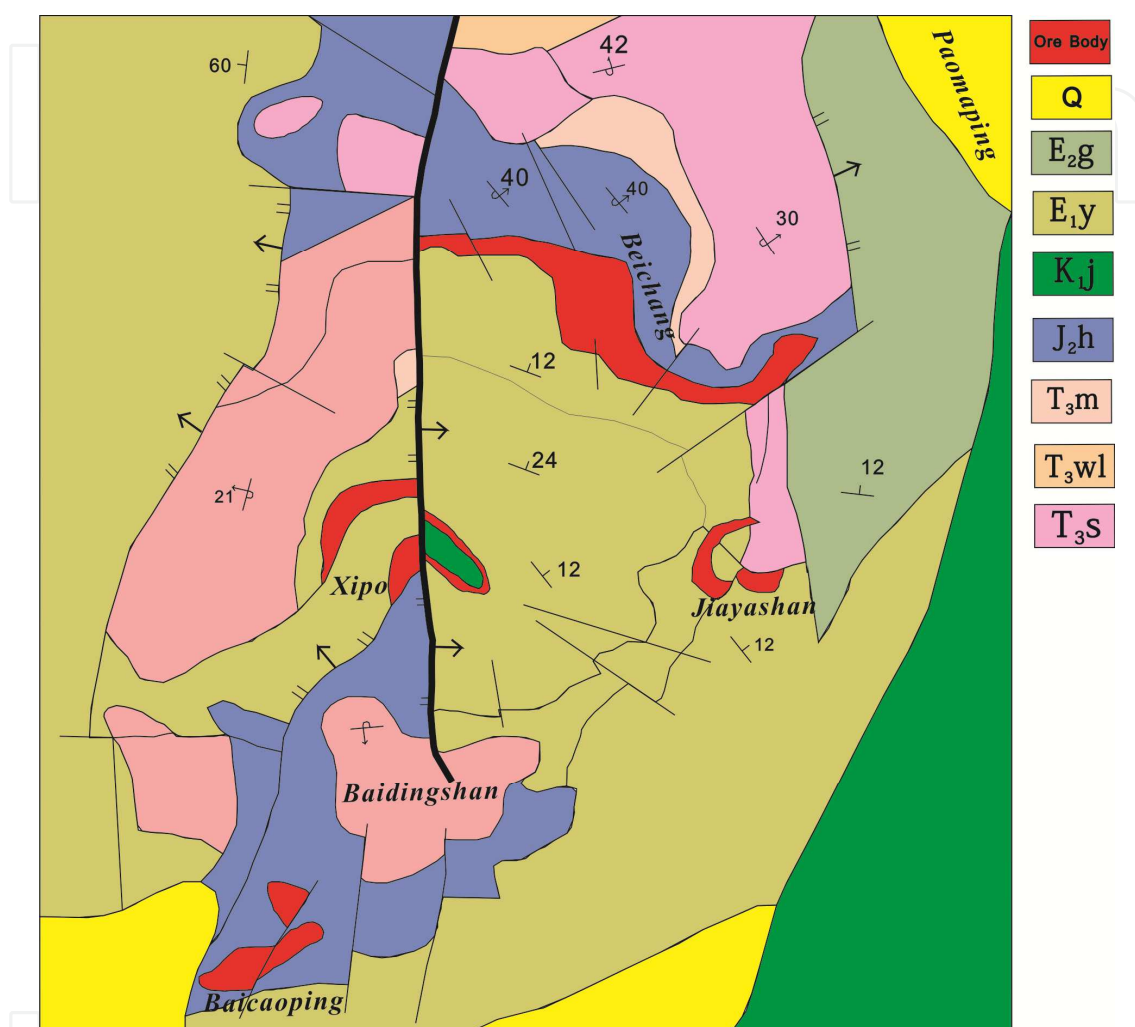 Ore Body
Q
E₂g
E₁y
K₁j
J₂h
T₃m
T₃wl
T₃s
Paomaping
42
60
40
40
30
Beichang
12
24
12
21
12
Xipo
Jiayashan
12
Baidingshan
Baicaoping